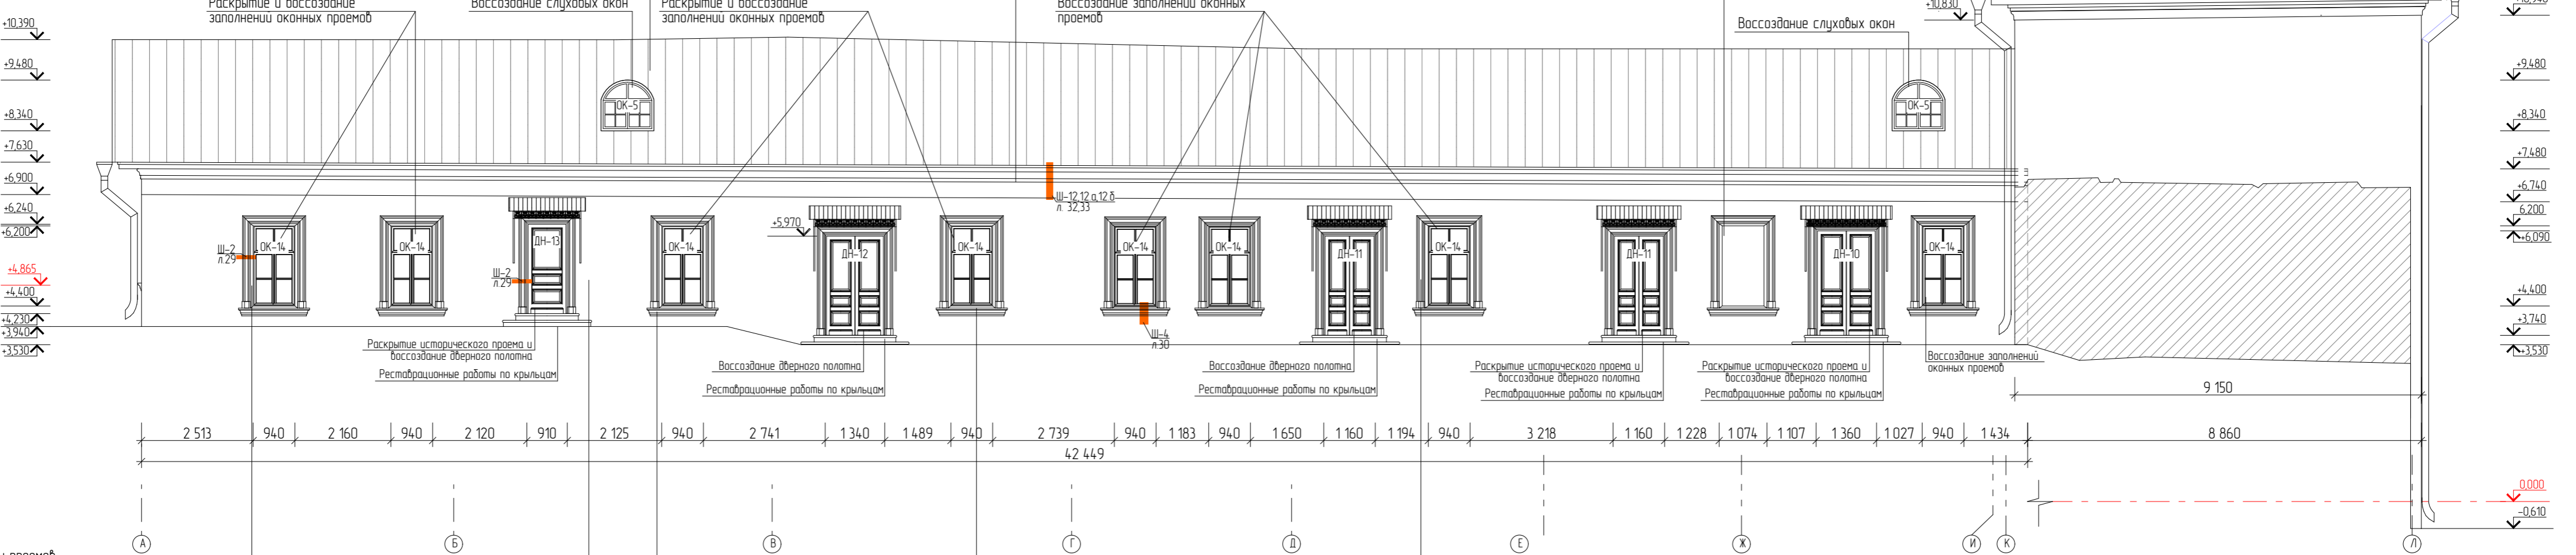 Раскрытие и воссоздание
заполнений оконных проемов
Воссоздание слуховых окон
Раскрытие и воссоздание
заполнений оконных проемов
Воссоздание заполнений оконных
проемов
Воссоздание слуховых окон
+10,830
+10,390
+9,480
+8,340
+7,630
+6,900
+6,240
+6,200
+4,865
+4,400
+4,230
+3,940
+3,530
+9,480
+8,340
+7,480
+6,740
6,200
+6,090
+4,400
+3,740
+3,530
0,000
-0,610
ОК-5
ОК-5
Ш-12,12 а,12 б
л. 32,33
+5,970
Ш-2
л.29
ОК-14
ОК-14
ДН-13
Ш-2
л.29
ОК-14
ДН-12
ОК-14
ОК-14
ОК-14
ДН-11
ОК-14
ДН-11
ДН-10
ОК-14
Ш-4
л.30
Раскрытие исторического проема и
воссоздание дверного полотна
Реставрационные работы по крыльцам
Воссоздание дверного полотна
Реставрационные работы по крыльцам
Воссоздание дверного полотна
Реставрационные работы по крыльцам
Раскрытие исторического проема и
воссоздание дверного полотна
Реставрационные работы по крыльцам
Раскрытие исторического проема и
воссоздание дверного полотна
Реставрационные работы по крыльцам
Воссоздание заполнений
оконных проемов
9 150
2 513 940 2 160 940 2 120 910 2 125 940 2 741 1 340 1 489 940 2 739 940 1 183 940 1 650 1 160 1 194 940 3 218 1 160 1 228 1 074 1 107 1 360 1 027 940 1 434 8 860
42 449
А Б В Г Д Е Ж И К Л